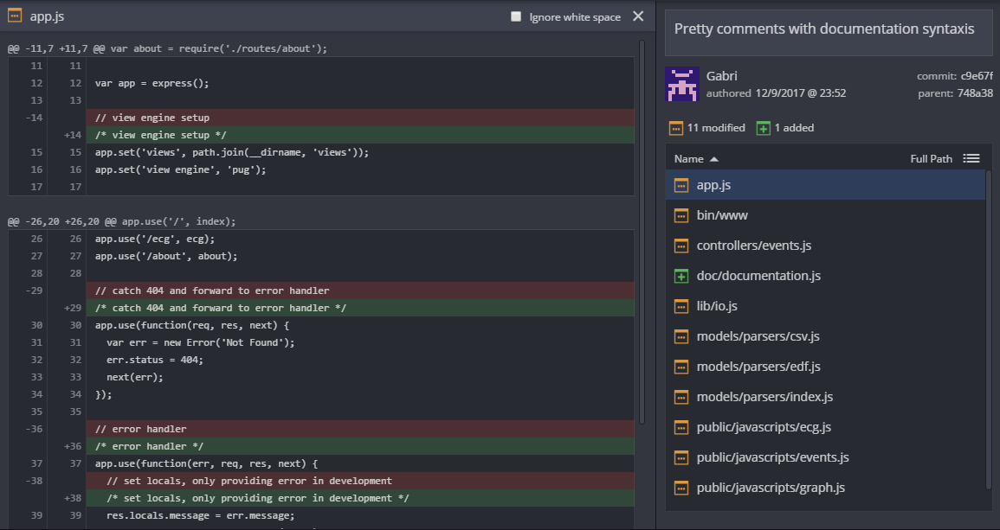 app.js
Ignore white space
@@ -11,7 +11,7 @@ var about = require('./routes/about');
11 11
12 12 var app = express();
13 13
-14 // view engine setup
+14 /* view engine setup */
15 15 app.set('views', path.join(__dirname, 'views'));
16 16 app.set('view engine', 'pug');
17 17
@@ -26,20 +26,20 @@ app.use('/', index);
26 26 app.use('/ecg', ecg);
27 27 app.use('/about', about);
28 28
-29 // catch 404 and forward to error handler
+29 /* catch 404 and forward to error handler */
30 30 app.use(function(req, res, next) {
31 31 var err = new Error('Not Found');
32 32 err.status = 404;
33 33 next(err);
34 34 });
35 35
-36 // error handler
+36 /* error handler */
37 37 app.use(function(err, req, res, next) {
-38 // set locals, only providing error in development
+38 /* set locals, only providing error in development */
39 39 res.locals.message = err.message;
Pretty comments with documentation syntaxis
Gabri
commit: c9e67f
authored 12/9/2017 @ 23:52
parent: 748a38
11 modified 1 added
Name Full Path
app.js
bin/www
controllers/events.js
doc/documentation.js
lib/io.js
models/parsers/csv.js
models/parsers/edf.js
models/parsers/index.js
public/javascripts/ecg.js
public/javascripts/events.js
public/javascripts/graph.js